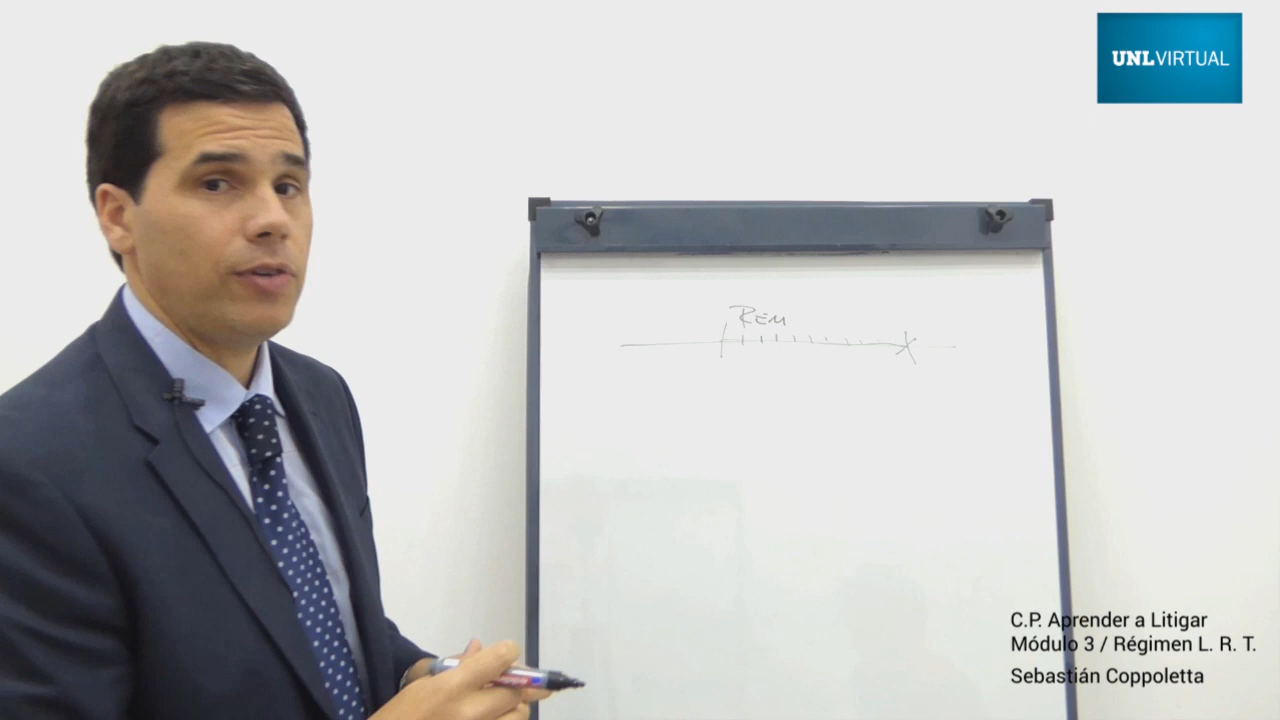 UNLVIRTUAL
REM
C.P. Aprender a Litigar
Módulo 3 / Régimen L. R. T.
Sebastián Coppoletta